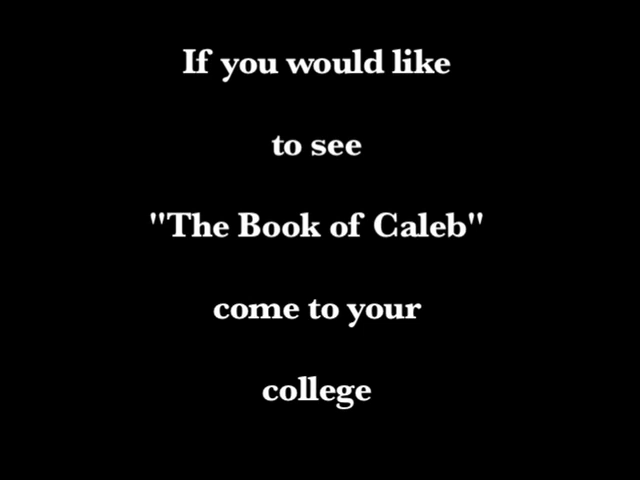 If you would like
to see
"The Book of Caleb"
come to your
college